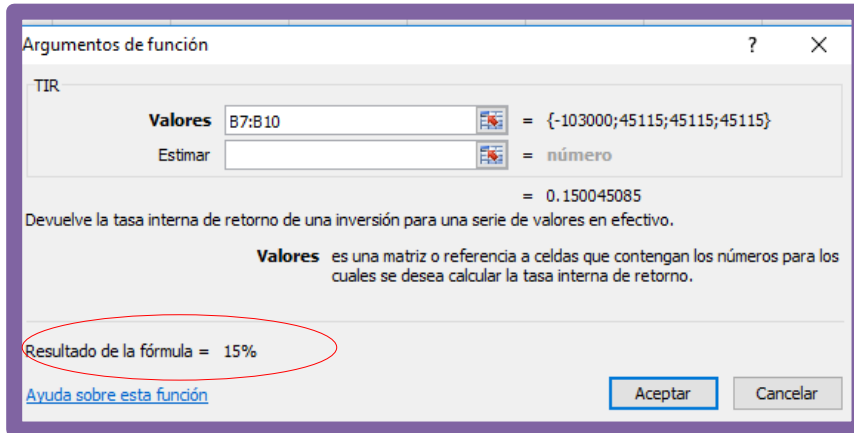 Argumentos de función ? X
TIR
Valores B7:B10 = {-103000;45115;45115;45115}
Estimar = número
= 0.150045085
Devuelve la tasa interna de retorno de una inversión para una serie de valores en efectivo.
Valores es una matriz o referencia a celdas que contengan los números para los
cuales se desea calcular la tasa interna de retorno.
Resultado de la fórmula = 15%
Ayuda sobre esta función Aceptar Cancelar